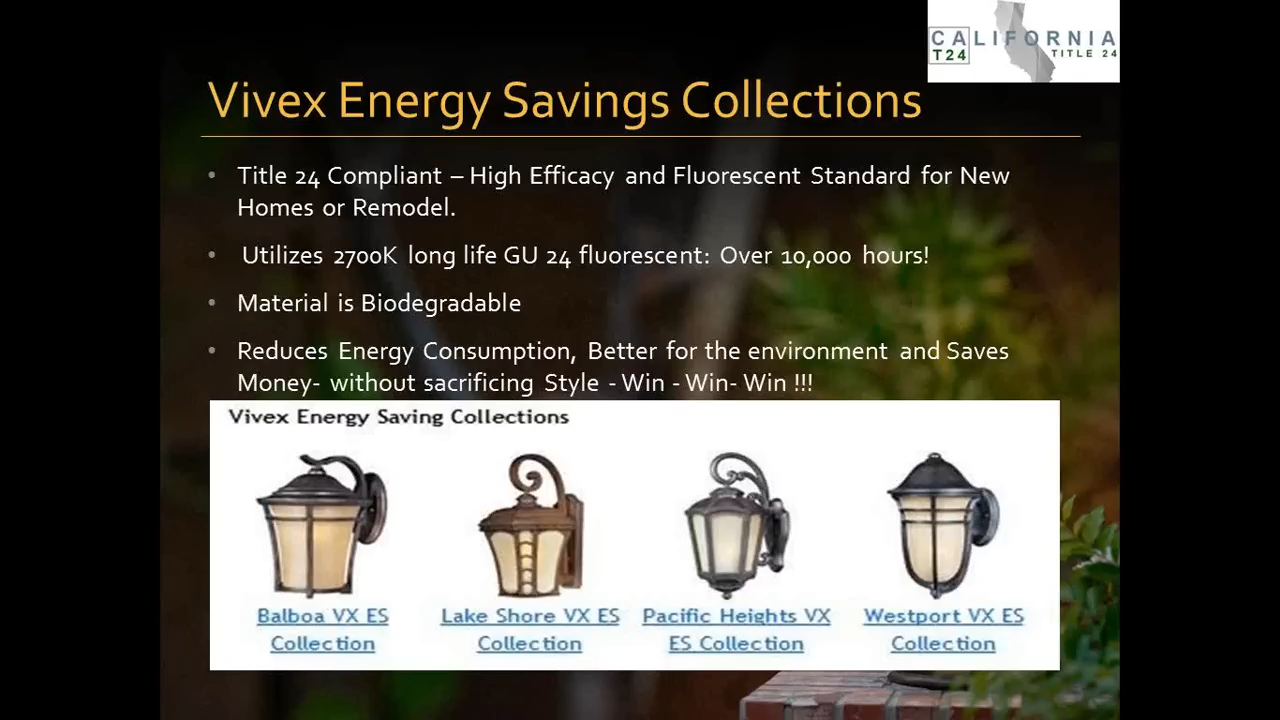 CALIFORNIA
T24 TITLE 24
Vivex Energy Savings Collections
• Title 24 Compliant – High Efficacy and Fluorescent Standard for New
Homes or Remodel.
• Utilizes 2700K long life GU 24 fluorescent: Over 10,000 hours!
• Material is Biodegradable
• Reduces Energy Consumption, Better for the environment and Saves
Money- without sacrificing Style - Win - Win- Win !!!
Vivex Energy Saving Collections
Balboa VX ES
Collection
Lake Shore VX ES
Collection
Pacific Heights VX
ES Collection
Westport VX ES
Collection